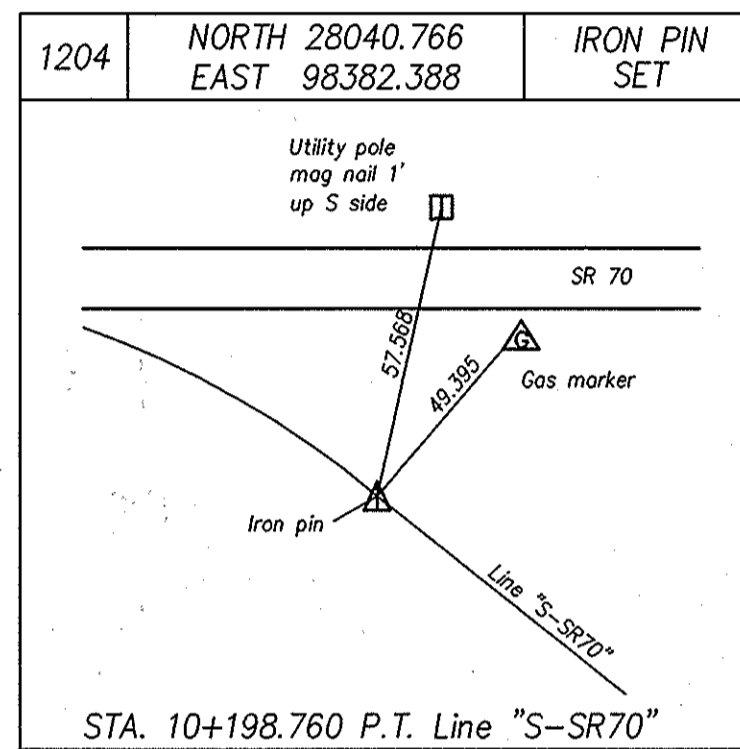 1204
NORTH 28040.766
EAST 98382.388
IRON PIN
SET
Utility pole
mag nail 1'
up S side
SR 70
57.568
49.395
G
Gas marker
Iron pin
Line "S-SR70"
STA. 10+198.760 P.T. Line "S-SR70"